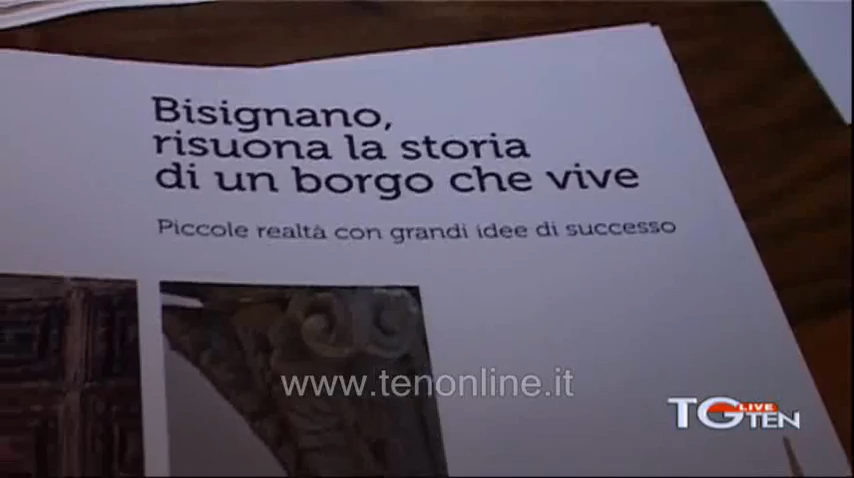 Bisignano,
risuona la storia
di un borgo che vive
Piccole realtà con grandi idee di successo
www.tenonline.it
TG LIVE TEN